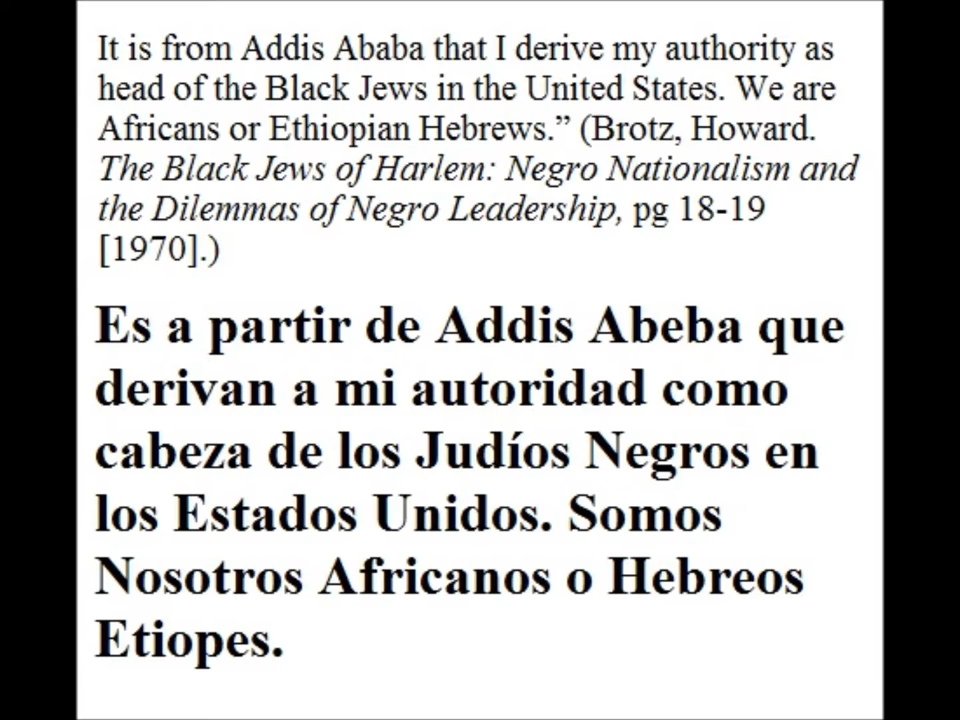 It is from Addis Ababa that I derive my authority as
head of the Black Jews in the United States. We are
Africans or Ethiopian Hebrews.” (Brotz, Howard.
The Black Jews of Harlem: Negro Nationalism and
the Dilemmas of Negro Leadership, pg 18-19
[1970].)
Es a partir de Addis Abeba que
derivan a mi autoridad como
cabeza de los Judíos Negros en
los Estados Unidos. Somos
Nosotros Africanos o Hebreos
Etiopes.